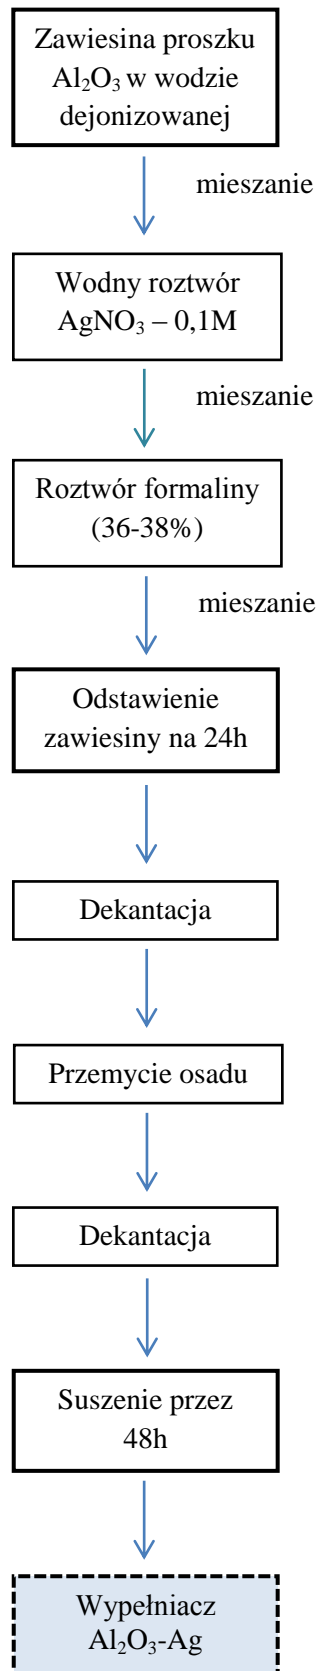 Zawiesina proszku
Al₂O₃ w wodzie
dejonizowanej
mieszanie
Wodny roztwór
AgNO₃ – 0,1M
mieszanie
Roztwór formaliny
(36-38%)
mieszanie
Odstawienie
zawiesiny na 24h
Dekantacja
Przemycie osadu
Dekantacja
Suszenie przez
48h
Wypełniacz
Al₂O₃-Ag